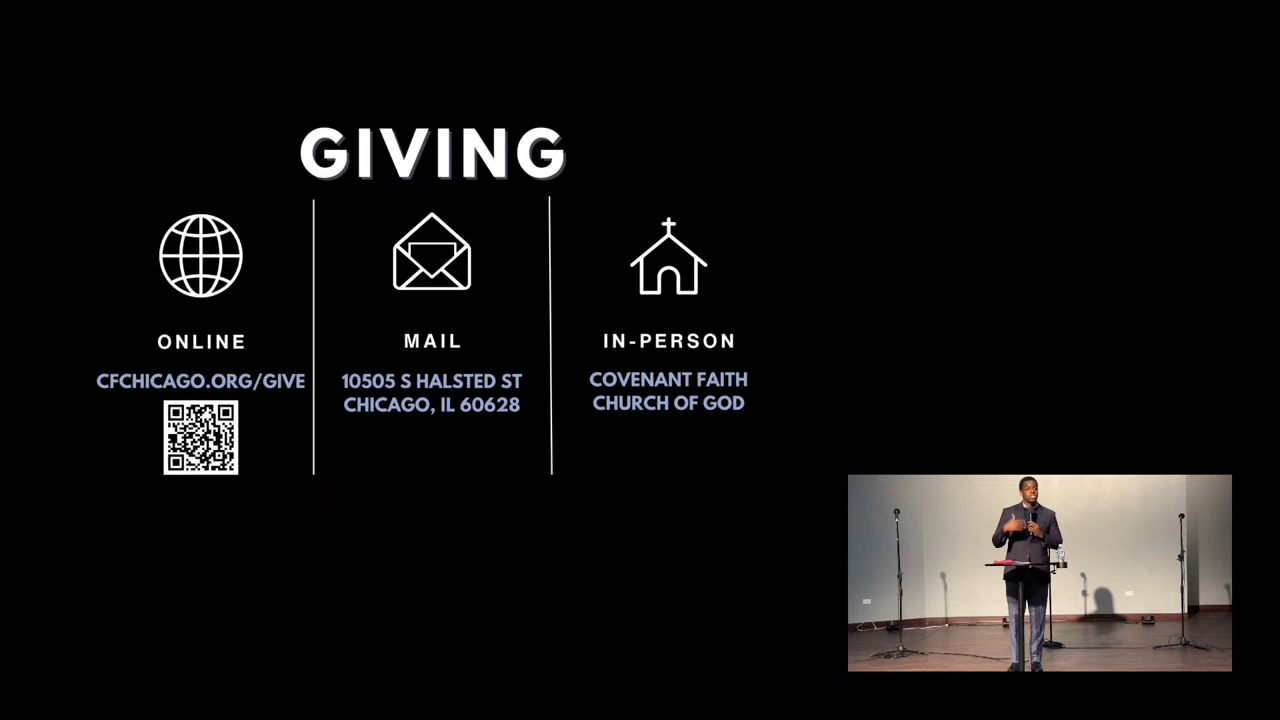 GIVING
ONLINE
CFCHICAGO.ORG/GIVE
MAIL
10505 S HALSTED ST
CHICAGO, IL 60628
IN-PERSON
COVENANT FAITH
CHURCH OF GOD